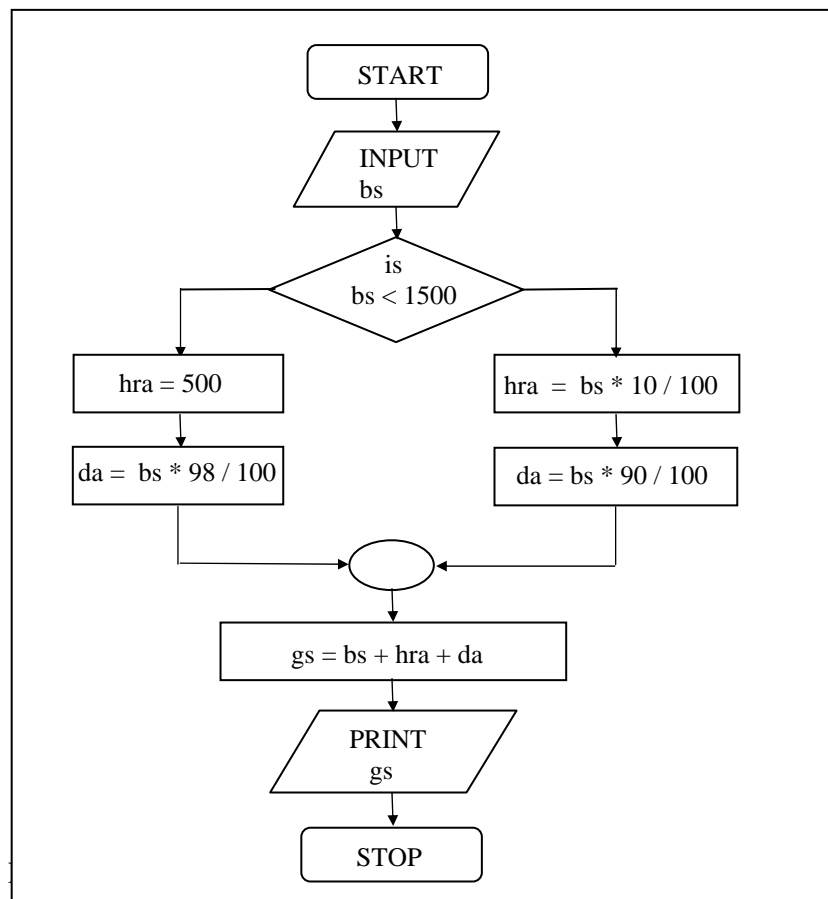 START
INPUT
bs
is
bs < 1500
hra = 500
da = bs * 98 / 100
hra = bs * 10 / 100
da = bs * 90 / 100
gs = bs + hra + da
PRINT
gs
STOP